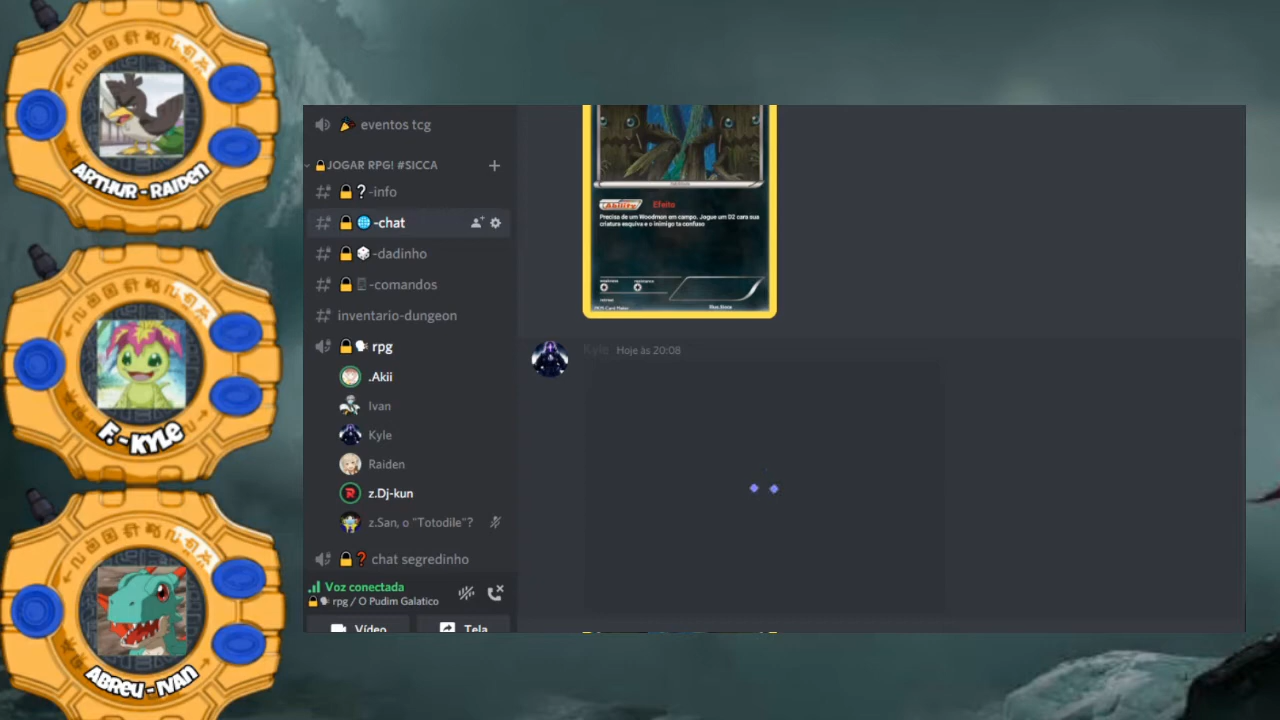 ARTHUR - RAIDEN
F. - KYLE
ABREU - IVAN
eventos tcg
JOGAR RPG! #SICCA
-info
-chat
-dadinho
-comandos
inventario-dungeon
rpg
.Akii
Ivan
Kyle
Raiden
z.Dj-kun
z.San, o "Totodile"?
chat segredinho
Voz conectada
rpg / O Pudim Galatico
Vídeo
Tela
Ability Efeito
Precisa de um Woodmon em campo. Jogue um D2 cara sua
criatura esquiva e o inimigo ta confuso
Kyle Hoje às 20:08